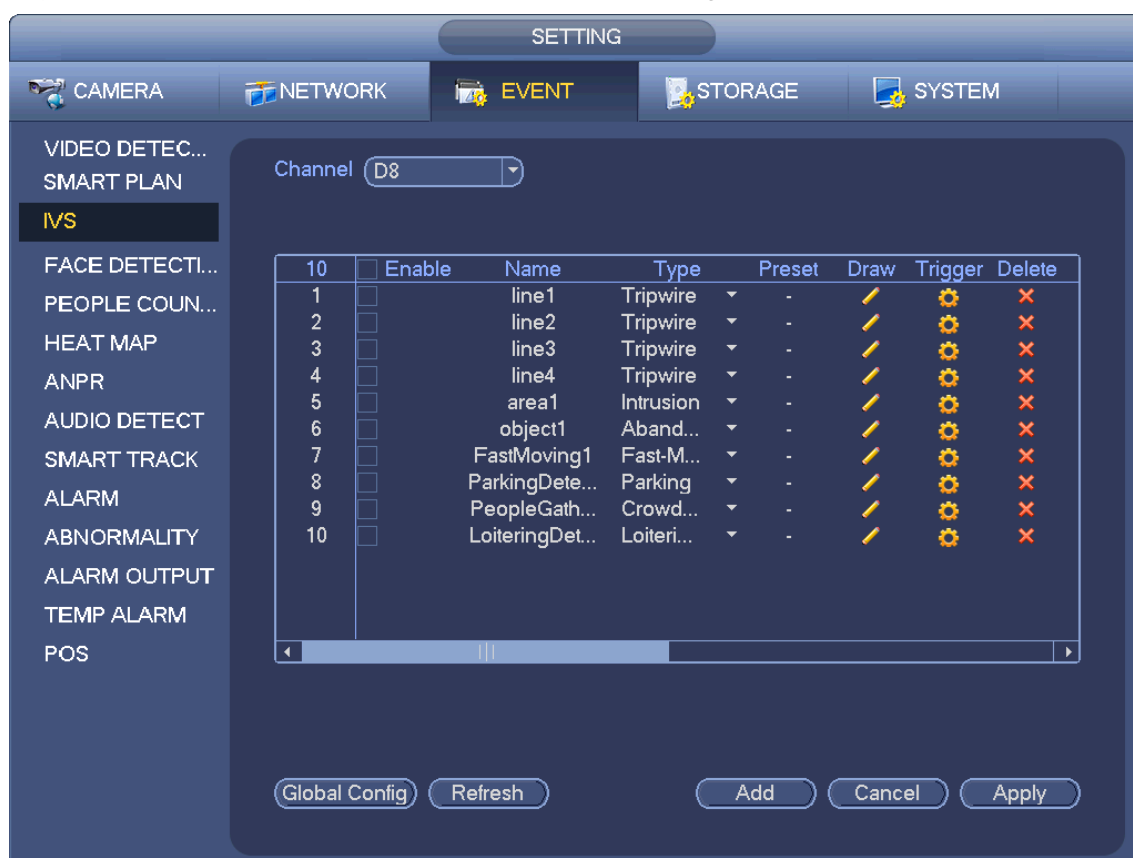 SETTING
CAMERA NETWORK EVENT STORAGE SYSTEM
VIDEO DETEC...
SMART PLAN
IVS
FACE DETECTI...
PEOPLE COUN...
HEAT MAP
ANPR
AUDIO DETECT
SMART TRACK
ALARM
ABNORMALITY
ALARM OUTPUT
TEMP ALARM
POS
Channel D8
10 Enable Name Type Preset Draw Trigger Delete
1 line1 Tripwire -
2 line2 Tripwire -
3 line3 Tripwire -
4 line4 Tripwire -
5 area1 Intrusion -
6 object1 Aband... -
7 FastMoving1 Fast-M... -
8 ParkingDete... Parking -
9 PeopleGath... Crowd... -
10 LoiteringDet... Loiteri... -
Global Config Refresh Add Cancel Apply